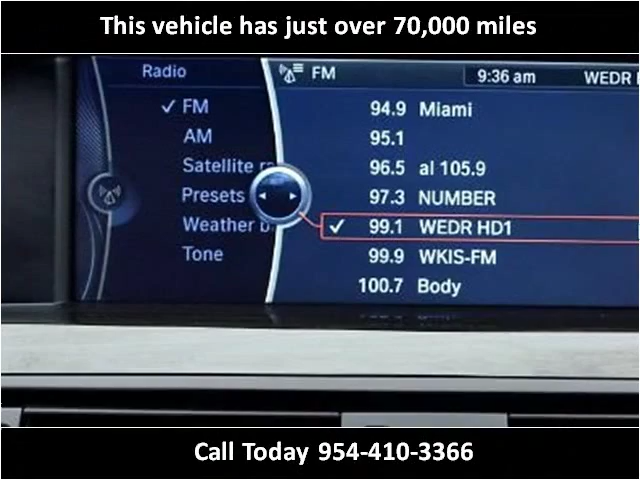 This vehicle has just over 70,000 miles
Radio
FM
9:36 am
WEDR
FM
94.9 Miami
AM
95.1
Satellite
96.5 al 105.9
Presets
97.3 NUMBER
Weather
99.1 WEDR HD1
Tone
99.9 WKIS-FM
100.7 Body
Call Today 954-410-3366